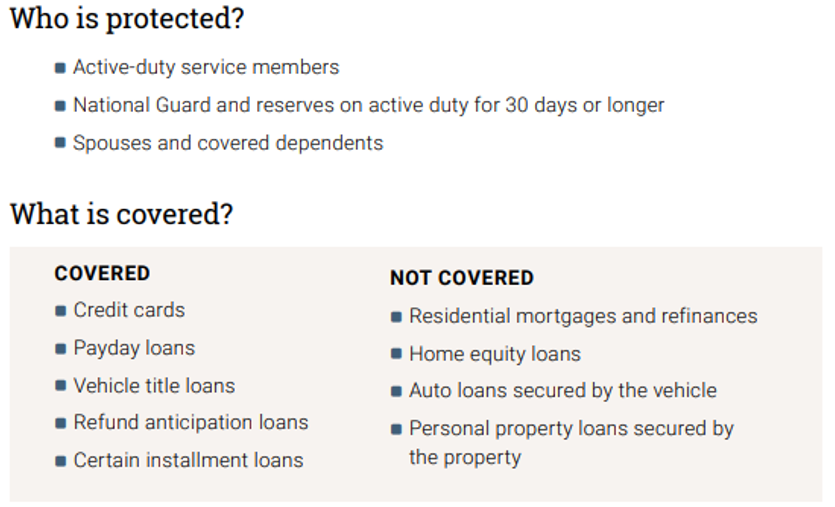 Who is protected?
Active-duty service members
National Guard and reserves on active duty for 30 days or longer
Spouses and covered dependents
What is covered?
COVERED
Credit cards
Payday loans
Vehicle title loans
Refund anticipation loans
Certain installment loans
NOT COVERED
Residential mortgages and refinances
Home equity loans
Auto loans secured by the vehicle
Personal property loans secured by
the property